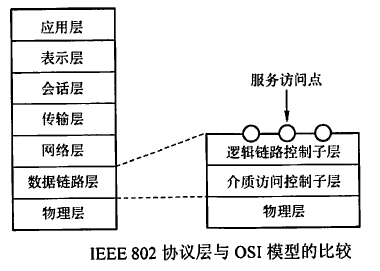 应用层
表示层
会话层
传输层
网络层
数据链路层
物理层
服务访问点
逻辑链路控制子层
介质访问控制子层
物理层
IEEE 802 协议层与 OSI 模型的比较